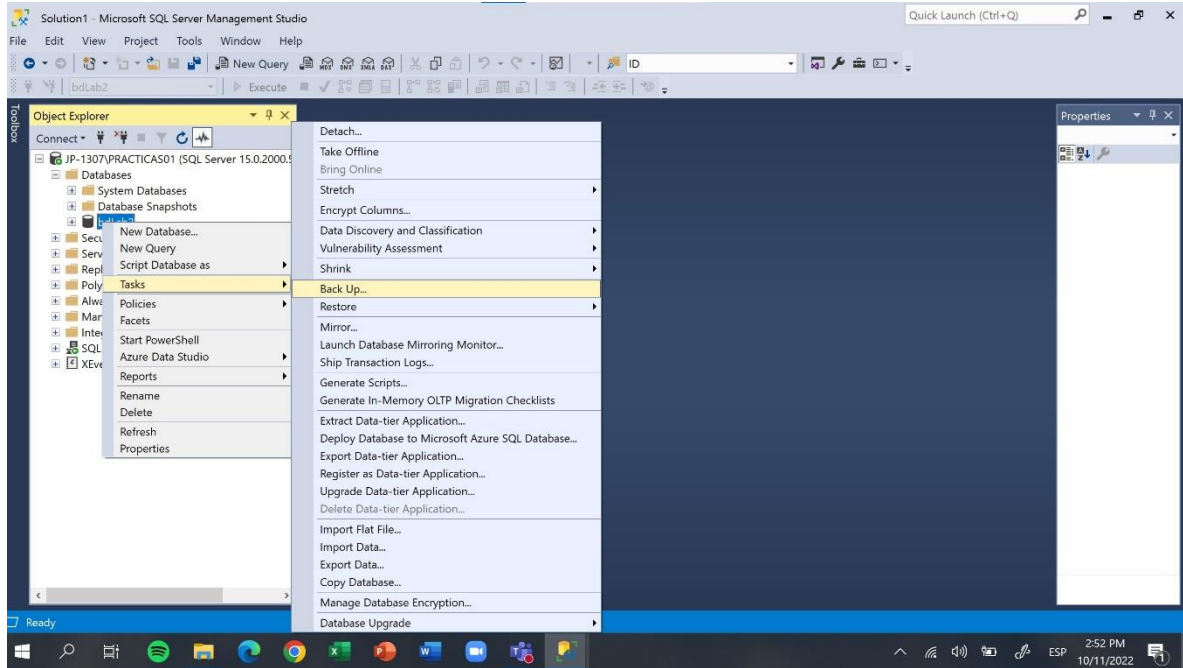 Solution1 - Microsoft SQL Server Management Studio
Quick Launch (Ctrl+Q)
File Edit View Project Tools Window Help
New Query MDX DMX XMLA DAX ID
bdLab2 Execute
Toolbox
Object Explorer
Properties
Connect
JP-1307\PRACTICAS01 (SQL Server 15.0.2000.5
Databases
System Databases
Database Snapshots
bdLab2
Secu
Serv
Repl
Poly
Alwa
Man
Inte
SQL
XEve
New Database...
New Query
Script Database as
Tasks
Policies
Facets
Start PowerShell
Azure Data Studio
Reports
Rename
Delete
Refresh
Properties
Detach...
Take Offline
Bring Online
Stretch
Encrypt Columns...
Data Discovery and Classification
Vulnerability Assessment
Shrink
Back Up...
Restore
Mirror...
Launch Database Mirroring Monitor...
Ship Transaction Logs...
Generate Scripts...
Generate In-Memory OLTP Migration Checklists
Extract Data-tier Application...
Deploy Database to Microsoft Azure SQL Database...
Export Data-tier Application...
Register as Data-tier Application...
Upgrade Data-tier Application...
Delete Data-tier Application...
Import Flat File...
Import Data...
Export Data...
Copy Database...
Manage Database Encryption...
Database Upgrade
Ready
ESP
2:52 PM
10/11/2022